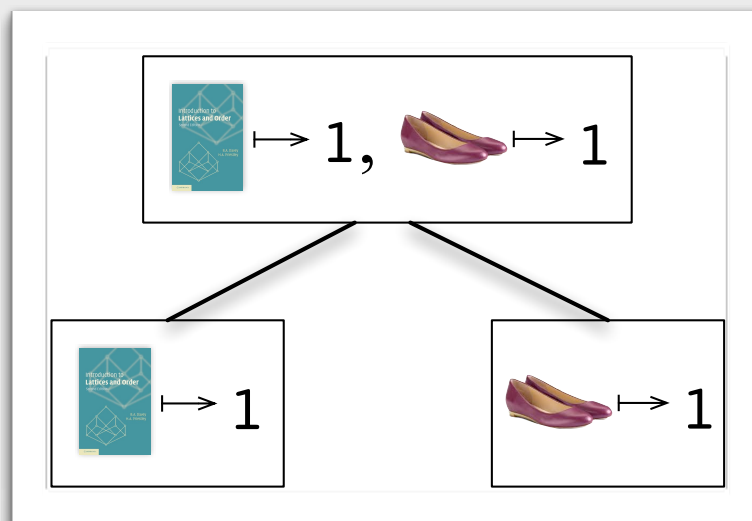 Introduction to
Lattices and Order
↦ 1, ↦ 1
Introduction to
Lattices and Order
↦ 1
↦ 1